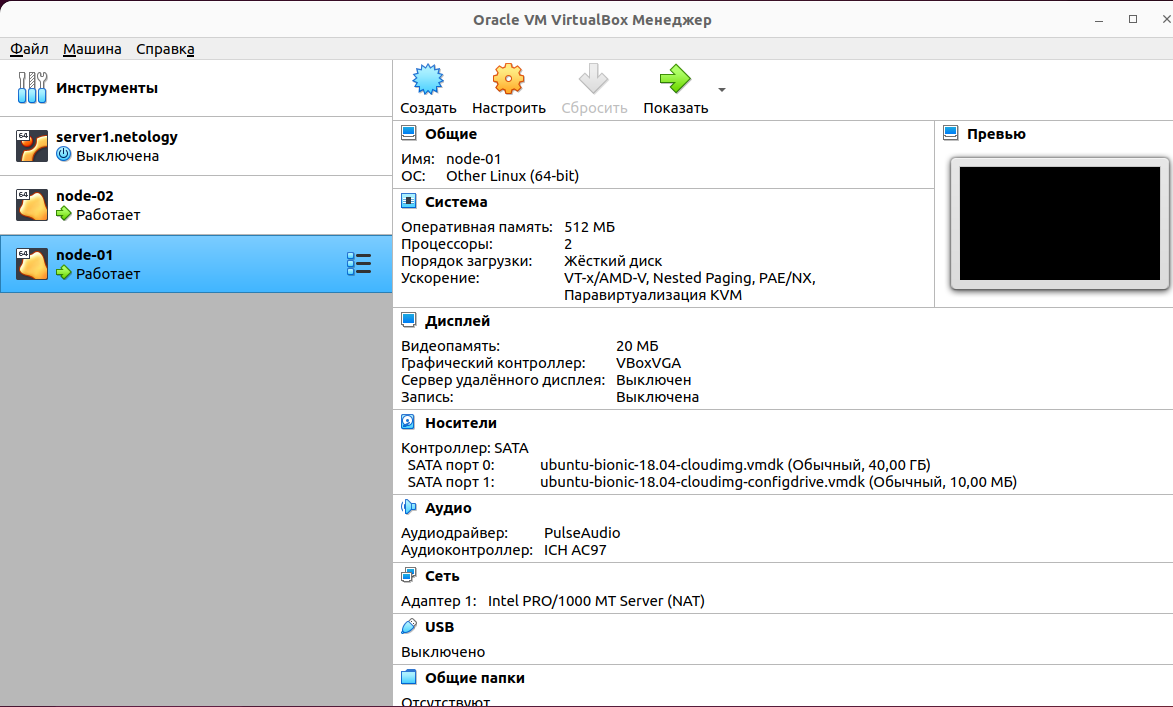 Oracle VM VirtualBox Менеджер
Файл Машина Справка
Инструменты
64
server1.netology
Выключена
64
node-02
Работает
64
node-01
Работает
Создать Настроить Сбросить Показать
Общие
Имя: node-01
ОС: Other Linux (64-bit)
Превью
Система
Оперативная память: 512 МБ
Процессоры: 2
Порядок загрузки: Жёсткий диск
Ускорение: VT-x/AMD-V, Nested Paging, PAE/NX,
Паравиртуализация KVM
Дисплей
Видеопамять: 20 МБ
Графический контроллер: VBoxVGA
Сервер удалённого дисплея: Выключен
Запись: Выключена
Носители
Контроллер: SATA
SATA порт 0: ubuntu-bionic-18.04-cloudimg.vmdk (Обычный, 40,00 ГБ)
SATA порт 1: ubuntu-bionic-18.04-cloudimg-configdrive.vmdk (Обычный, 10,00 МБ)
Аудио
Аудиодрайвер: PulseAudio
Аудиоконтроллер: ICH AC97
Сеть
Адаптер 1: Intel PRO/1000 MT Server (NAT)
USB
Выключено
Общие папки
Отсутствуют